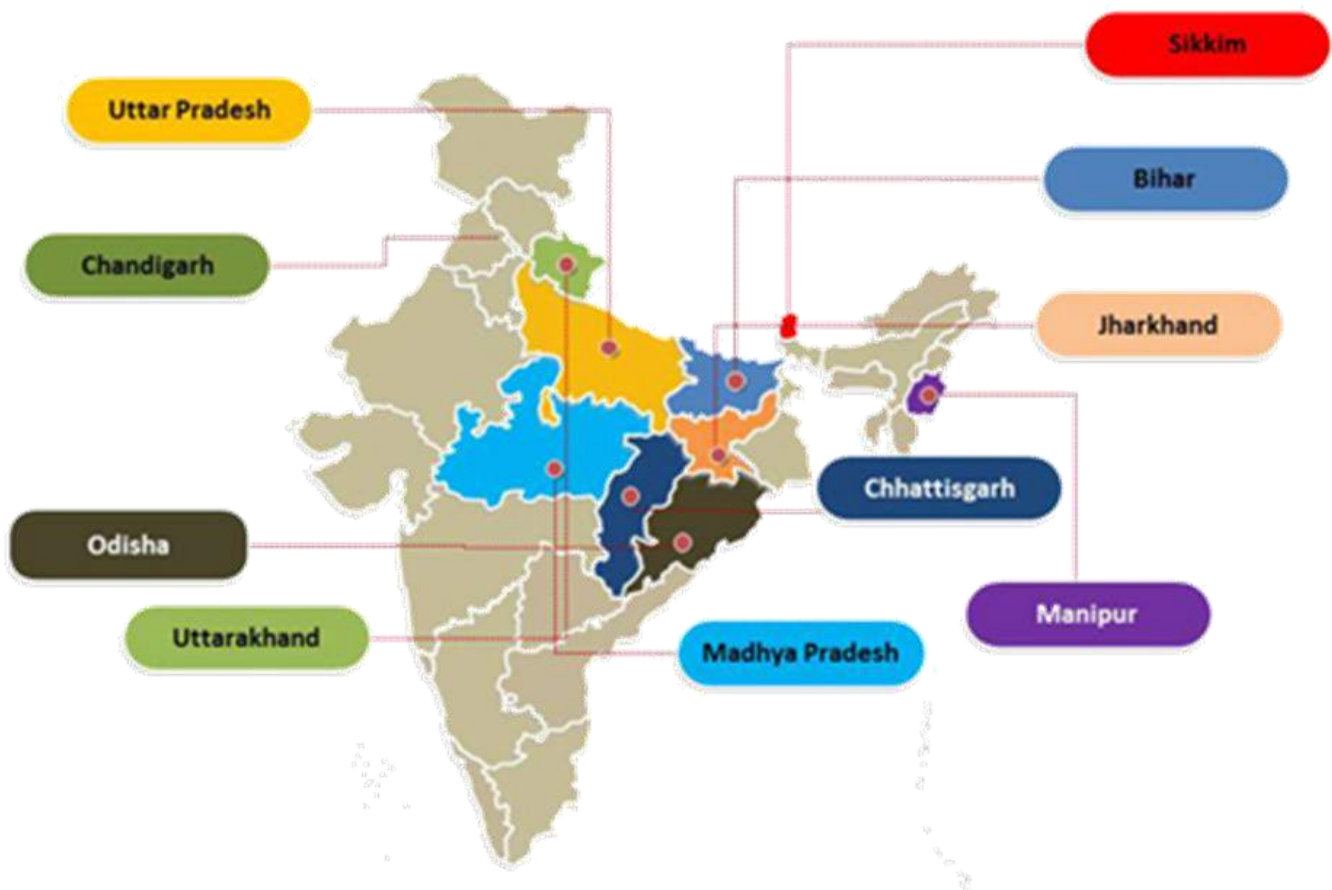 Sikkim
Uttar Pradesh
Bihar
Chandigarh
Jharkhand
Chhattisgarh
Odisha
Manipur
Uttarakhand
Madhya Pradesh